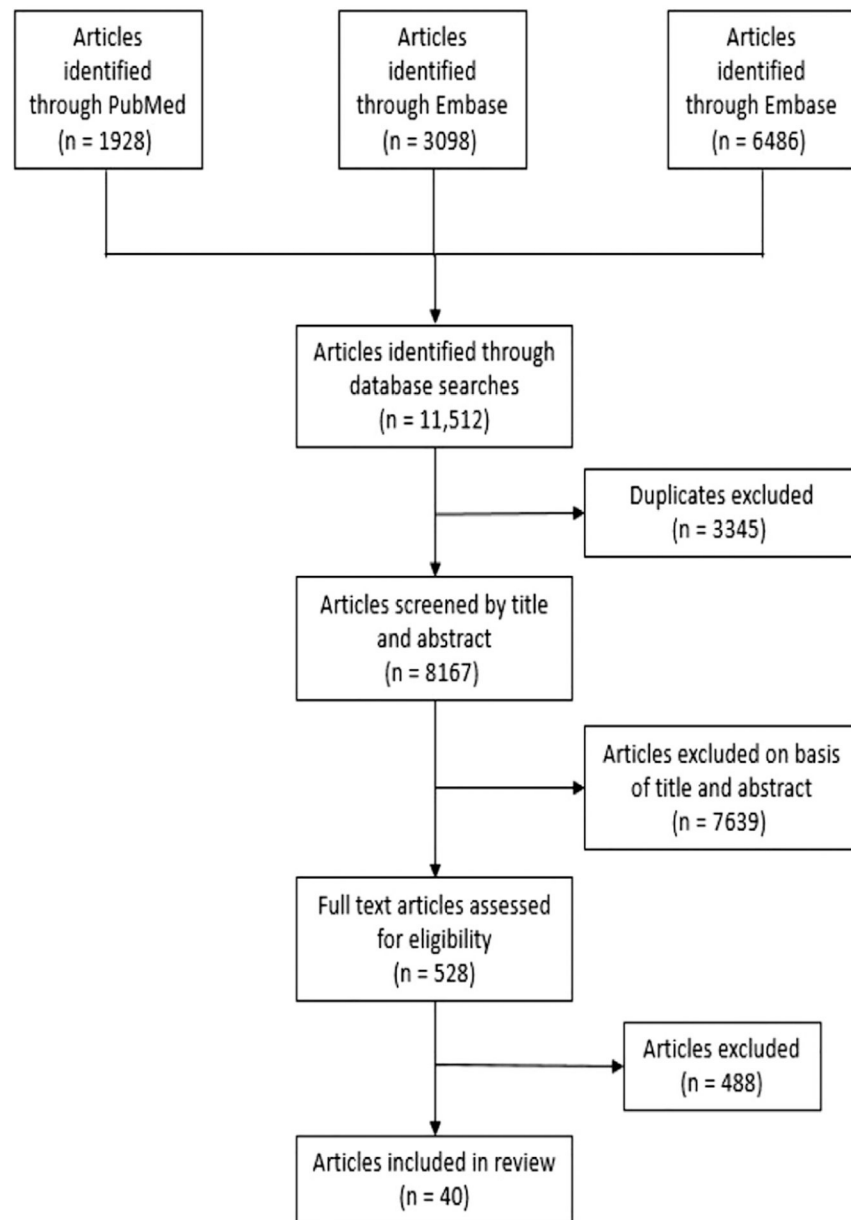 Articles
identified
through PubMed
(n = 1928)
Articles
identified
through Embase
(n = 3098)
Articles
identified
through Embase
(n = 6486)
Articles identified through
database searches
(n = 11,512)
Duplicates excluded
(n = 3345)
Articles screened by title
and abstract
(n = 8167)
Articles excluded on basis
of title and abstract
(n = 7639)
Full text articles assessed
for eligibility
(n = 528)
Articles excluded
(n = 488)
Articles included in review
(n = 40)